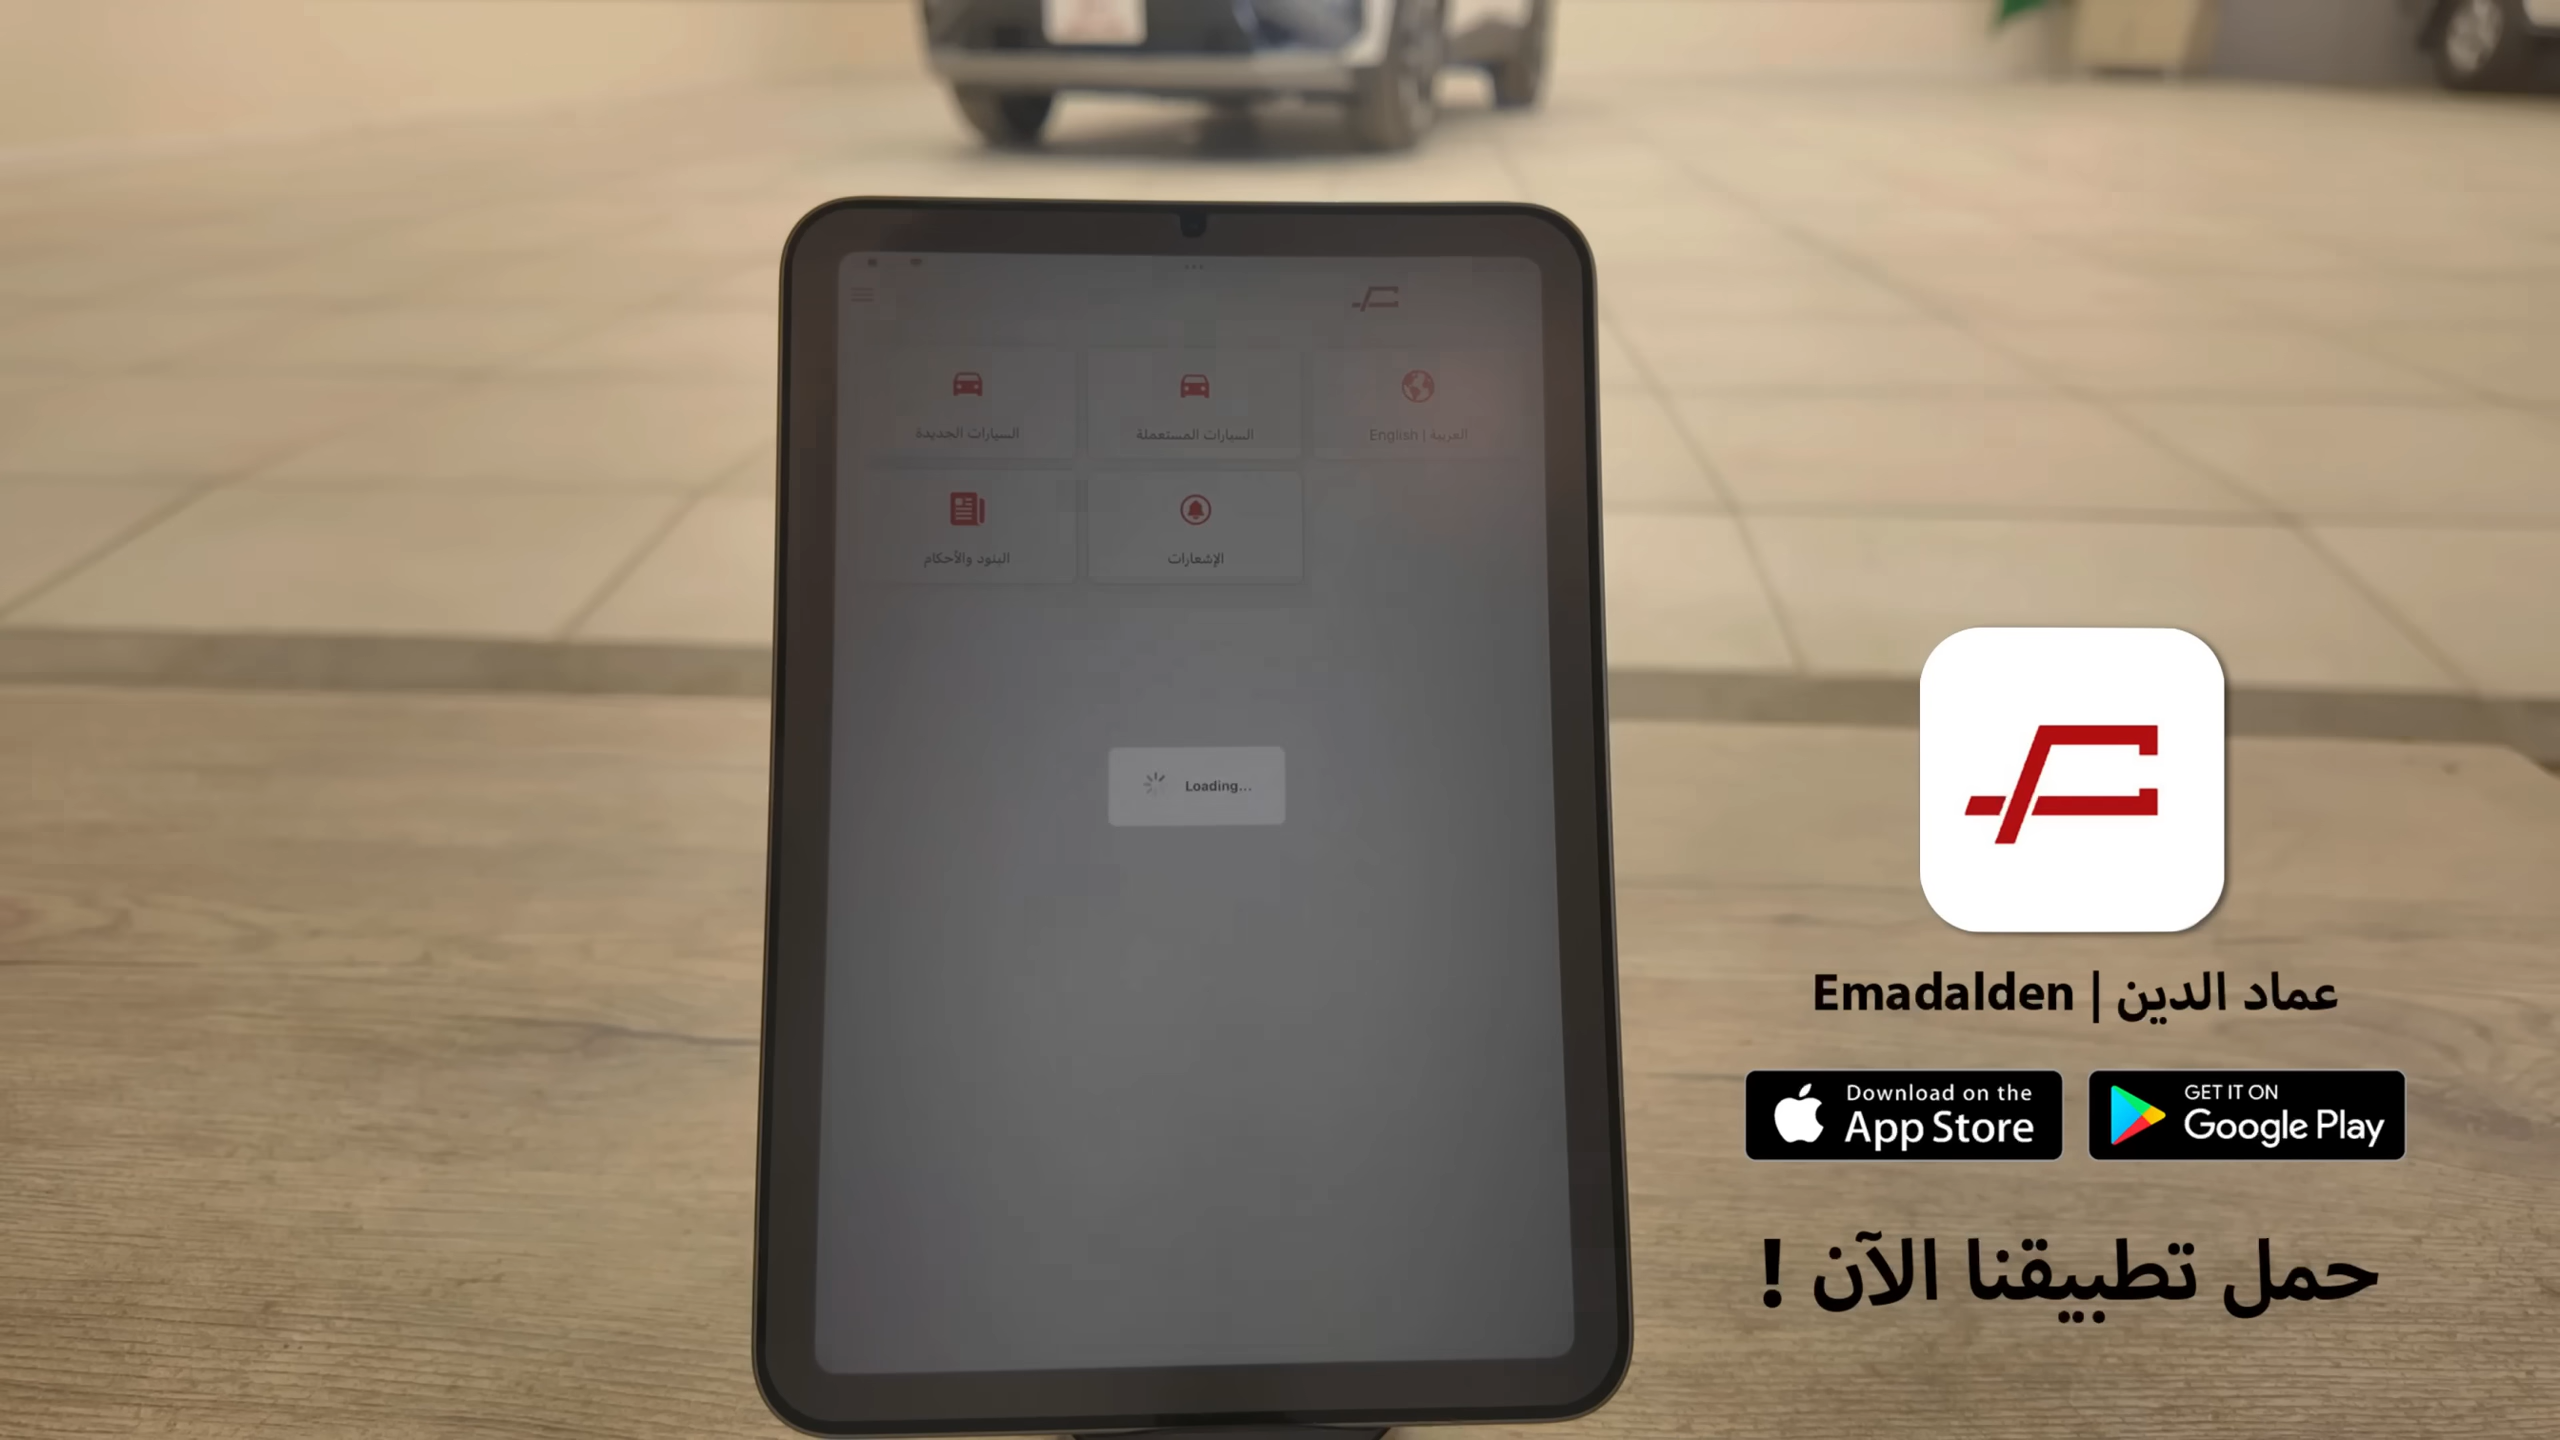 السيارات الجديدة
السيارات المستعملة
English | العربية
البنود والأحكام
الإشعارات
Loading...
Emadalden | عماد الدين
Download on the
App Store
GET IT ON
Google Play
حمل تطبيقنا الآن !